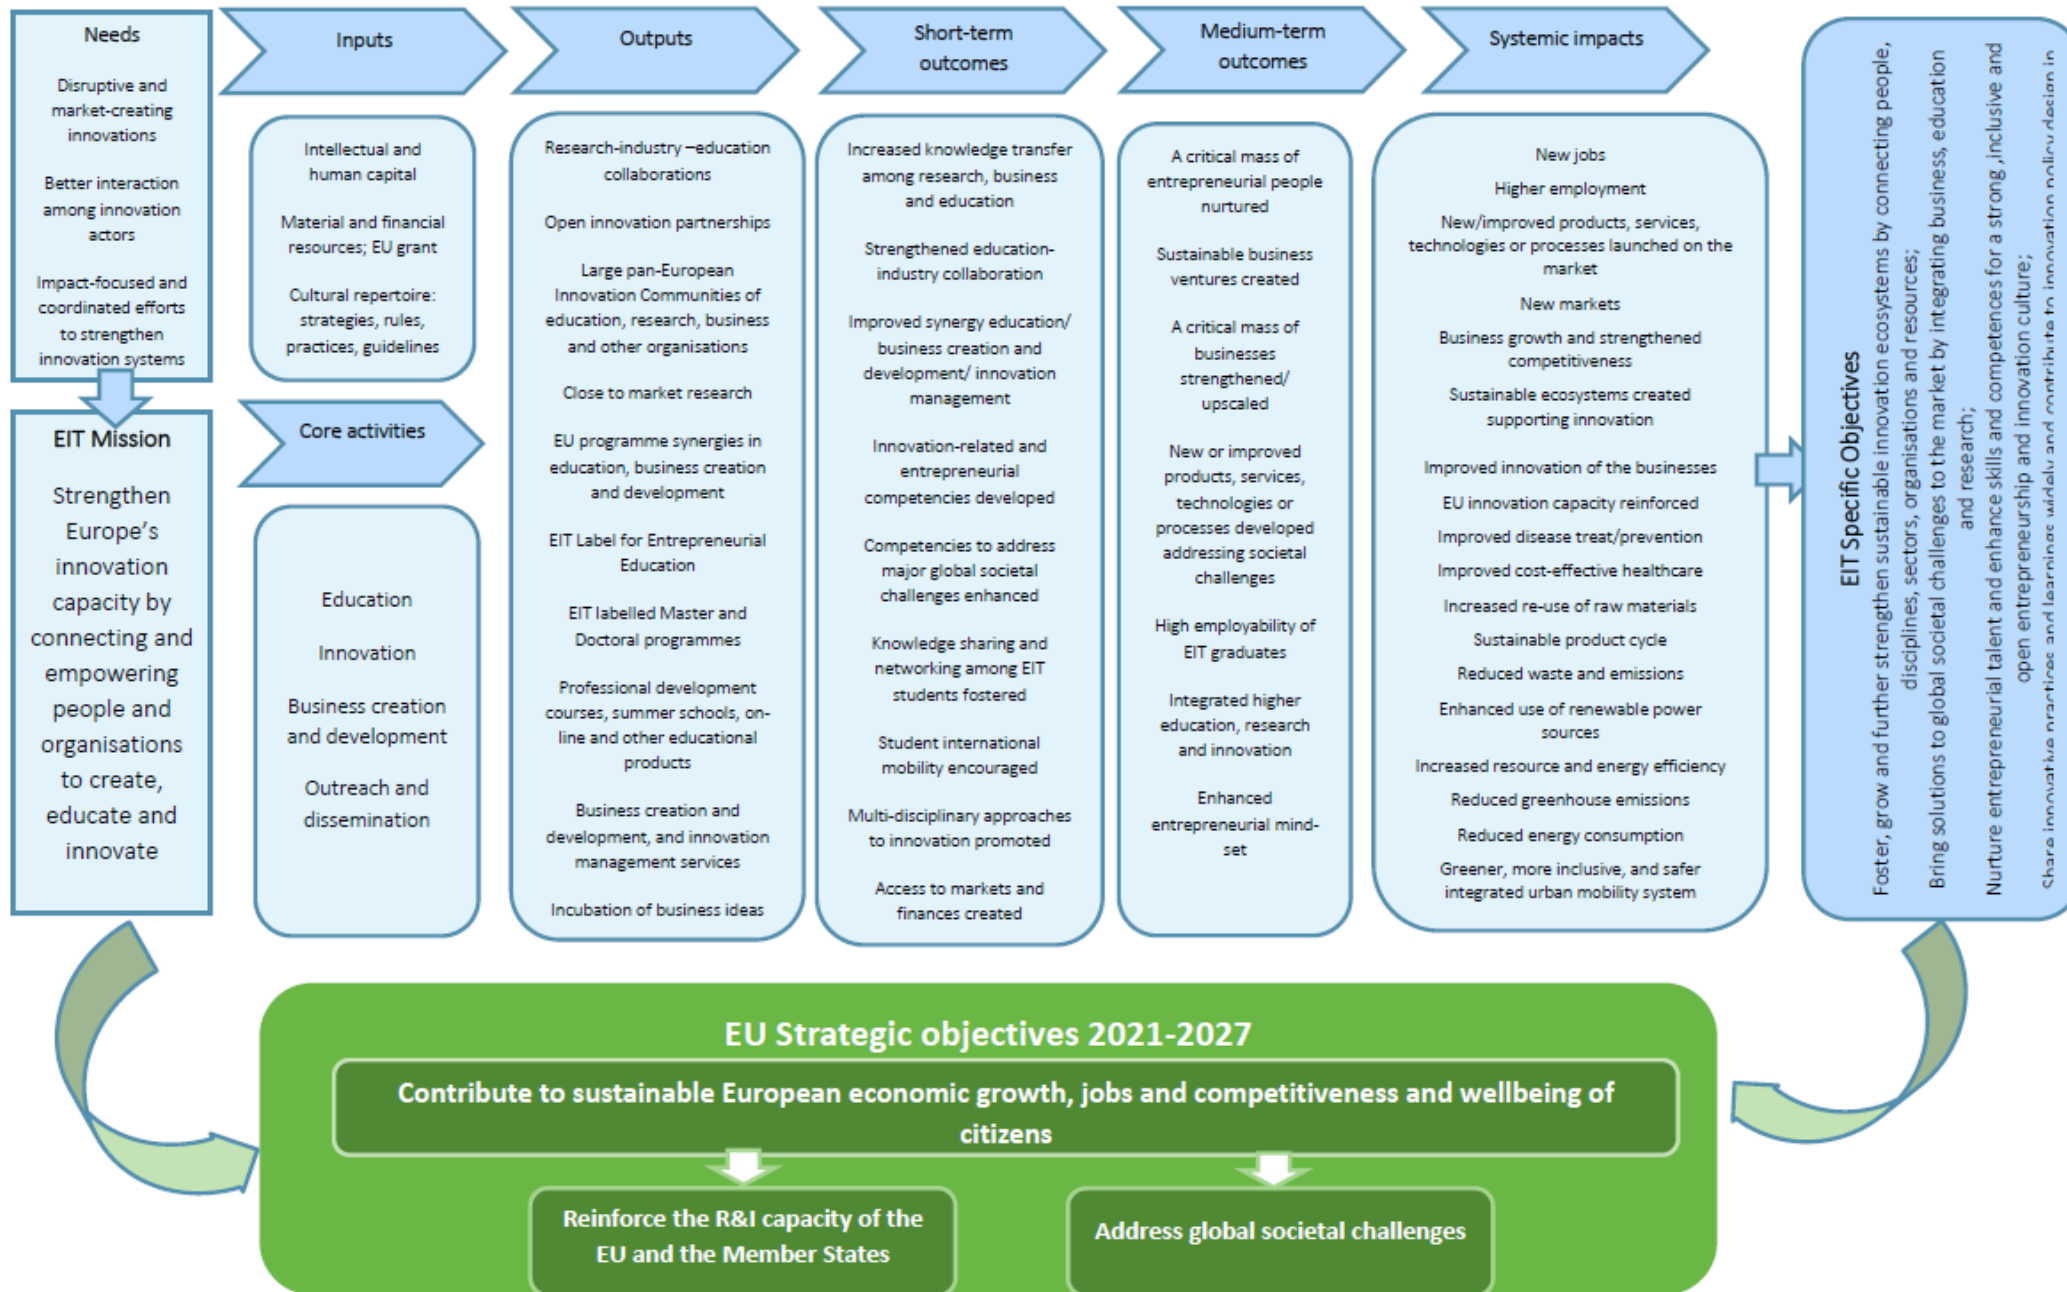 Needs
Disruptive and
market-creating
innovations
Better interaction
among innovation
actors
Impact-focused and
coordinated efforts
to strengthen
innovation systems
EIT Mission
Strengthen
Europe's
innovation
capacity by
connecting and
empowering
people and
organisations
to create,
educate and
innovate
Inputs
Intellectual and
human capital
Material and financial
resources; EU grant
Cultural repertoire:
strategies, rules,
practices, guidelines
Core activities
Education
Innovation
Business creation
and development
Outreach and
dissemination
Outputs
Research-industry –education
collaborations
Open innovation partnerships
Large pan-European
Innovation Communities of
education, research, business
and other organisations
Close to market research
EU programme synergies in
education, business creation
and development
EIT Label for Entrepreneurial
Education
EIT labelled Master and
Doctoral programmes
Professional development
courses, summer schools, on-
line and other educational
products
Business creation and
development, and innovation
management services
Incubation of business ideas
Short-term
outcomes
Increased knowledge transfer
among research, business
and education
Strengthened education-
industry collaboration
Improved synergy education/
business creation and
development/ innovation
management
Innovation-related and
entrepreneurial
competencies developed
Competencies to address
major global societal
challenges enhanced
Knowledge sharing and
networking among EIT
students fostered
Student international
mobility encouraged
Multi-disciplinary approaches
to innovation promoted
Access to markets and
finances created
Medium-term
outcomes
A critical mass of
entrepreneurial people
nurtured
Sustainable business
ventures created
A critical mass of
businesses
strengthened/
upscaled
New or improved
products, services,
technologies or
processes developed
addressing societal
challenges
High employability of
EIT graduates
Integrated higher
education, research
and innovation
Enhanced
entrepreneurial mind-
set
Systemic impacts
New jobs
Higher employment
New/improved products, services,
technologies or processes launched on the
market
New markets
Business growth and strengthened
competitiveness
Sustainable ecosystems created
supporting innovation
Improved innovation of the businesses
EU innovation capacity reinforced
Improved disease treat/prevention
Improved cost-effective healthcare
Increased re-use of raw materials
Sustainable product cycle
Reduced waste and emissions
Enhanced use of renewable power
sources
Increased resource and energy efficiency
Reduced greenhouse emissions
Reduced energy consumption
Greener, more inclusive, and safer
integrated urban mobility system
EIT Specific Objectives
Foster, grow and further strengthen sustainable innovation ecosystems by connecting people,
disciplines, sectors, organisations and resources;
Bring solutions to global societal challenges to the market by integrating business, education
and research;
Nurture entrepreneurial talent and enhance skills and competences for a strong ,inclusive and
open entrepreneurship and innovation culture;
Share innovative practices and learnings widely and contribute to innovation policy design in
EU Strategic objectives 2021-2027
Contribute to sustainable European economic growth, jobs and competitiveness and wellbeing of
citizens
Reinforce the R&I capacity of the
EU and the Member States
Address global societal challenges